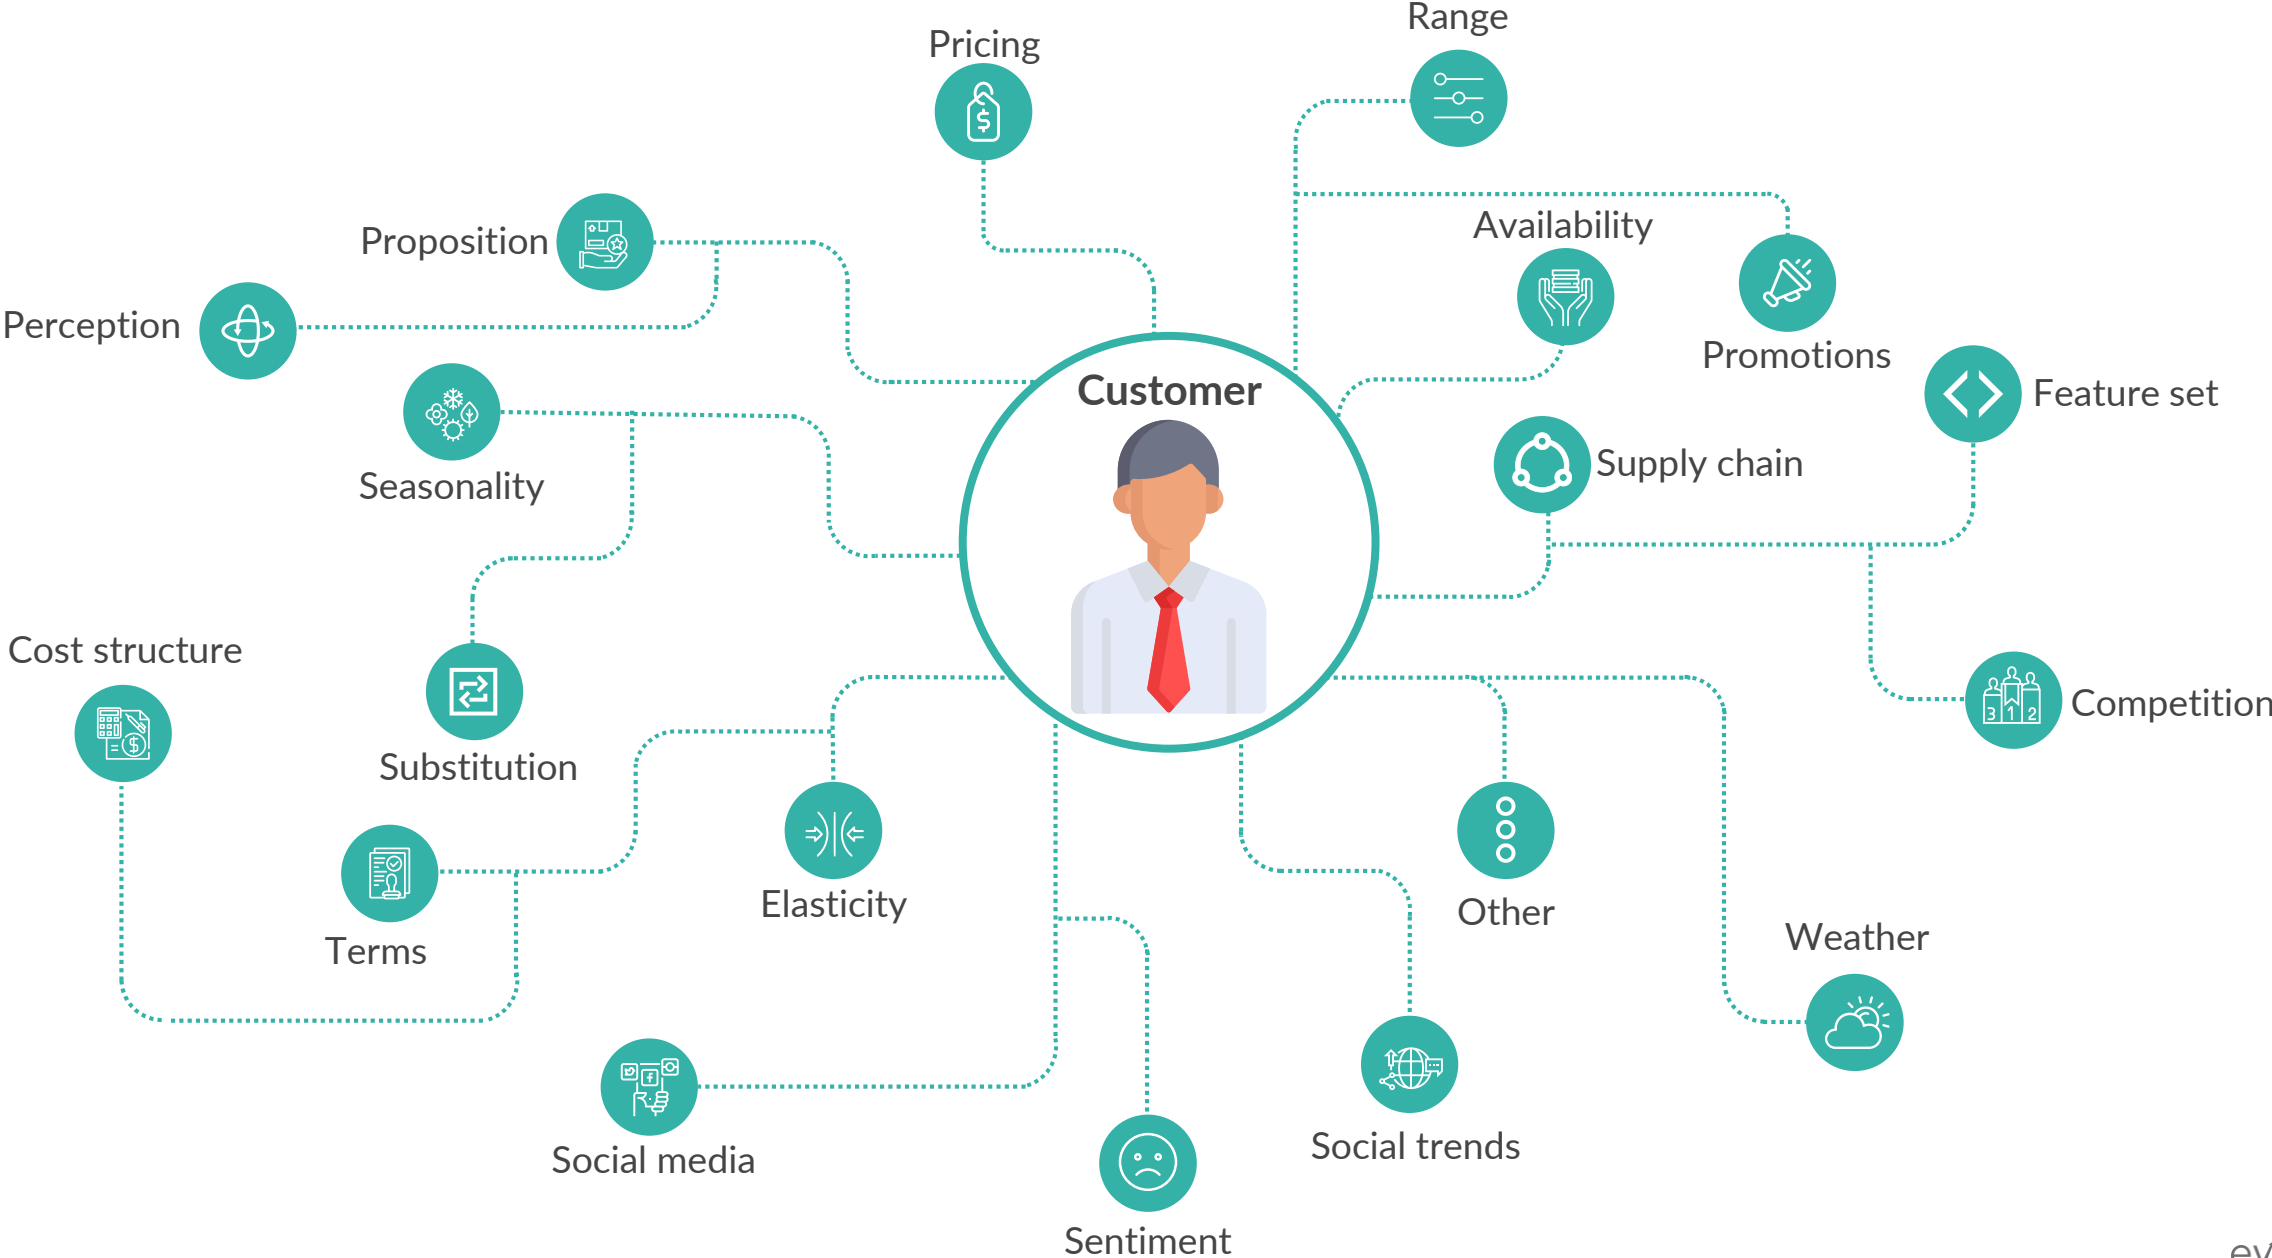 Range
Pricing
Availability
Proposition
Perception
Promotions
Customer
Feature set
Supply chain
Seasonality
Cost structure
Competition
Substitution
Elasticity
Other
Terms
Weather
Social media
Social trends
Sentiment